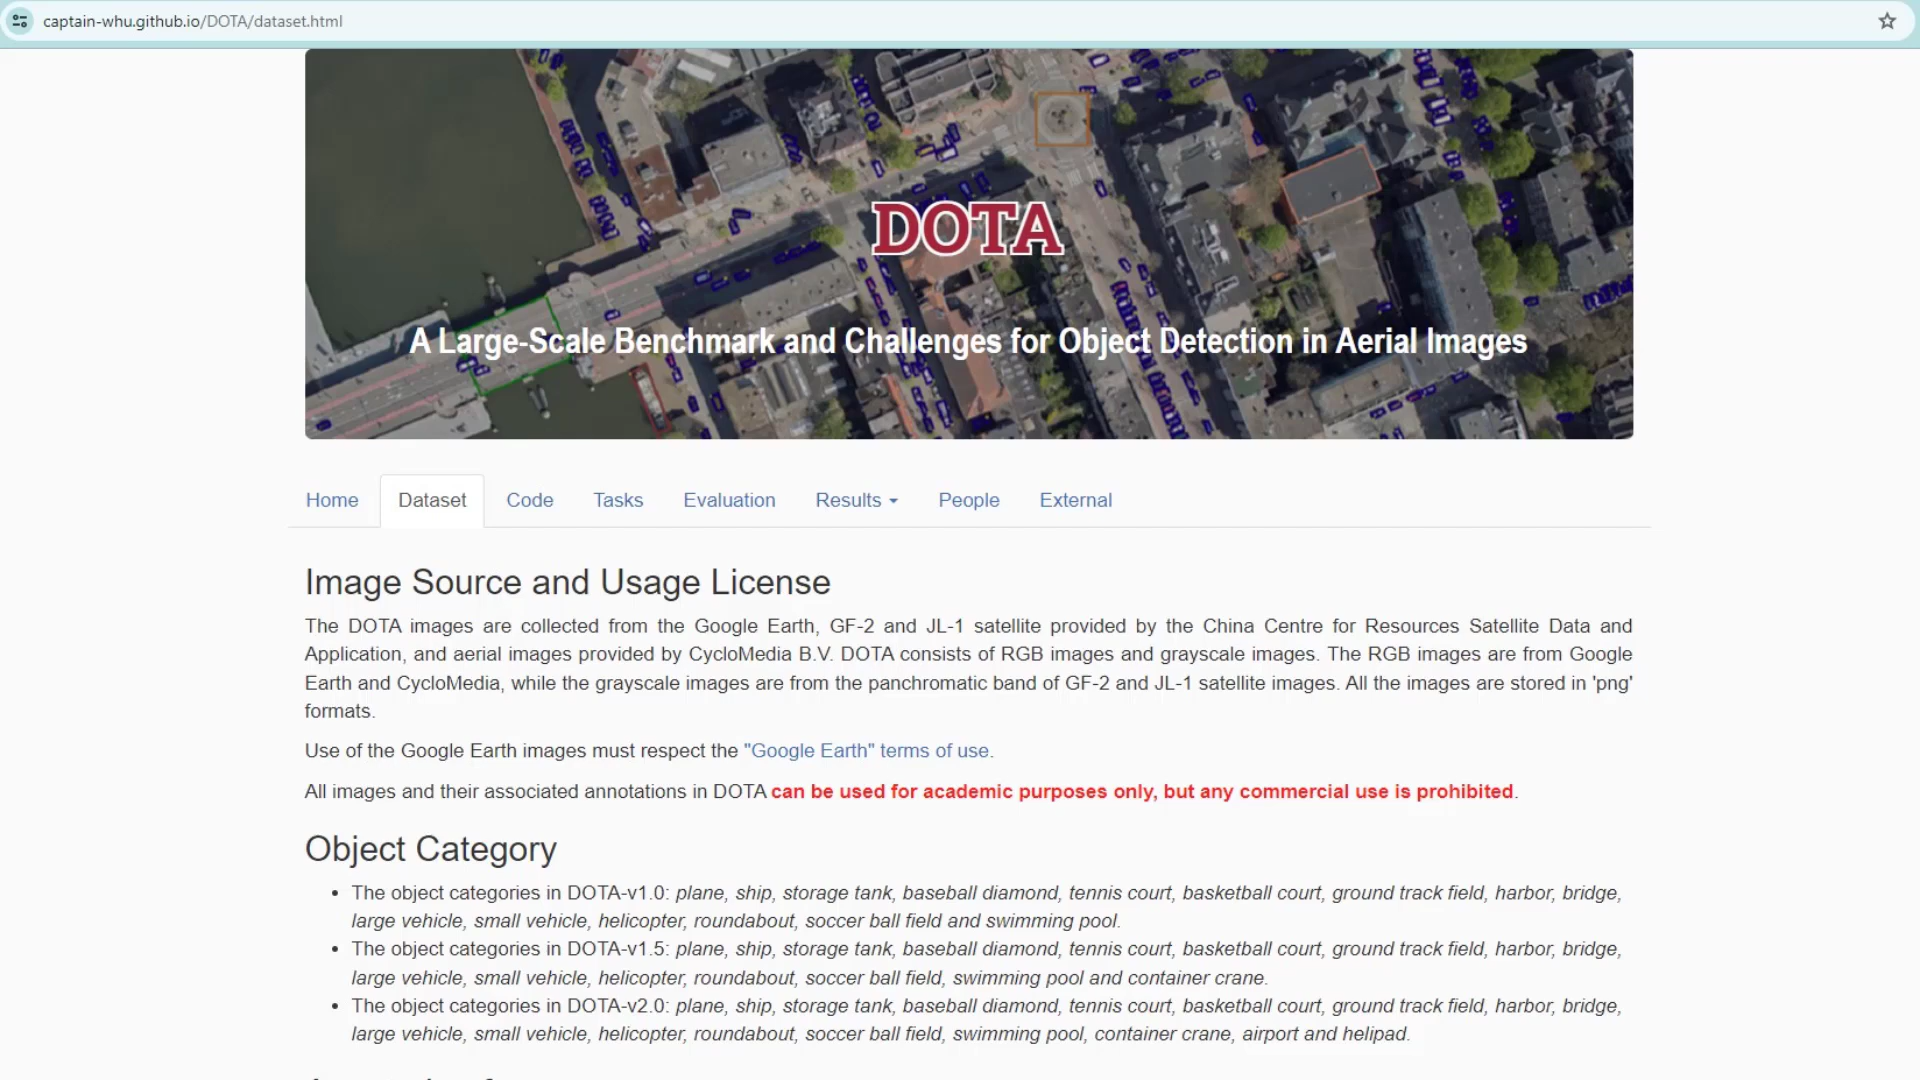 captain-whu.github.io/DOTA/dataset.html
DOTA
A Large-Scale Benchmark and Challenges for Object Detection in Aerial Images
Home Dataset Code Tasks Evaluation Results People External
Image Source and Usage License
The DOTA images are collected from the Google Earth, GF-2 and JL-1 satellite provided by the China Centre for Resources Satellite Data and
Application, and aerial images provided by CycloMedia B.V. DOTA consists of RGB images and grayscale images. The RGB images are from Google
Earth and CycloMedia, while the grayscale images are from the panchromatic band of GF-2 and JL-1 satellite images. All the images are stored in 'png'
formats.
Use of the Google Earth images must respect the "Google Earth" terms of use.
All images and their associated annotations in DOTA can be used for academic purposes only, but any commercial use is prohibited.
Object Category
• The object categories in DOTA-v1.0: plane, ship, storage tank, baseball diamond, tennis court, basketball court, ground track field, harbor, bridge,
large vehicle, small vehicle, helicopter, roundabout, soccer ball field and swimming pool.
• The object categories in DOTA-v1.5: plane, ship, storage tank, baseball diamond, tennis court, basketball court, ground track field, harbor, bridge,
large vehicle, small vehicle, helicopter, roundabout, soccer ball field, swimming pool and container crane.
• The object categories in DOTA-v2.0: plane, ship, storage tank, baseball diamond, tennis court, basketball court, ground track field, harbor, bridge,
large vehicle, small vehicle, helicopter, roundabout, soccer ball field, swimming pool, container crane, airport and helipad.